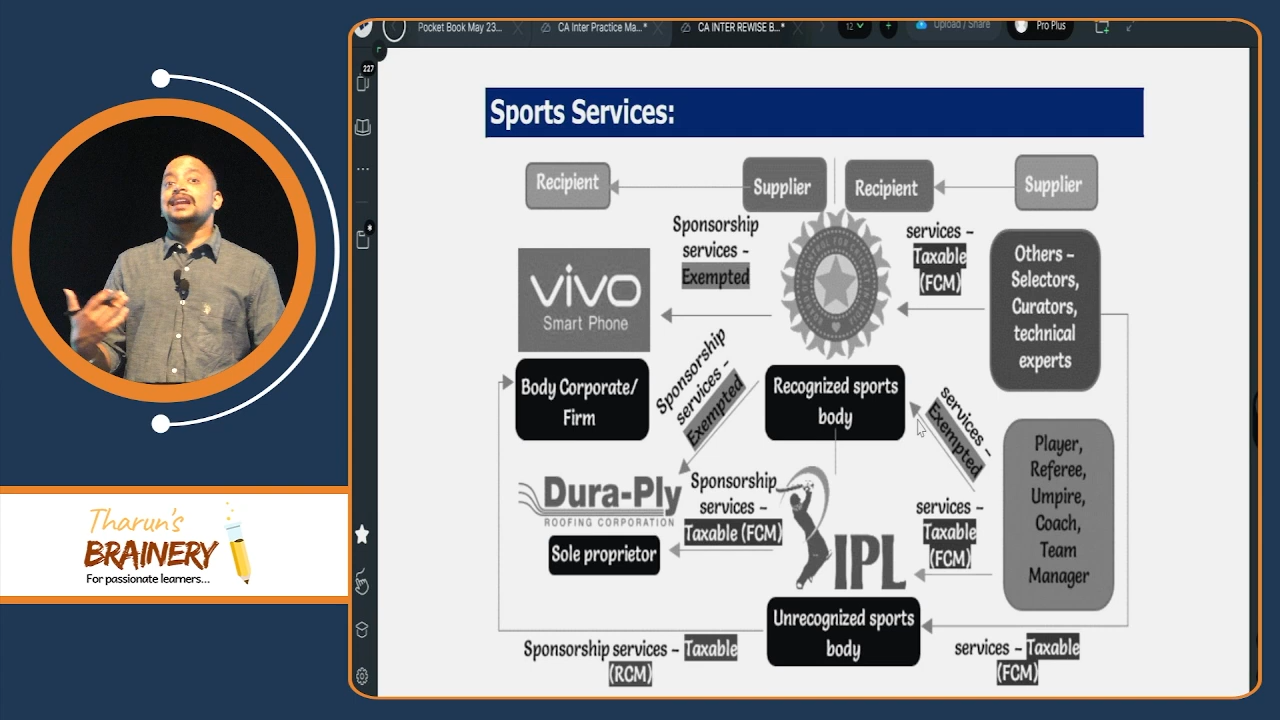 Pocket Book May 23...
CA Inter Practice Ma...*
CA INTER REWISE B...*
12
Upload / Share
Pro Plus
227
Sports Services:
Recipient
Supplier
Recipient
Supplier
Sponsorship
services –
Exempted
services –
Taxable
(FCM)
Others –
Selectors,
Curators,
technical
experts
vivo
Smart Phone
Body Corporate/
Firm
Sponsorship
services –
Exempted
Recognized sports
body
services –
Exempted
Player,
Referee,
Umpire,
Coach,
Team
Manager
Dura-Ply
ROOFING CORPORATION
Sole proprietor
Sponsorship
services –
Taxable (FCM)
IPL
services –
Taxable
(FCM)
Unrecognized sports
body
Sponsorship services – Taxable
(RCM)
services – Taxable
(FCM)
Tharun's
BRAINERY
For passionate learners...